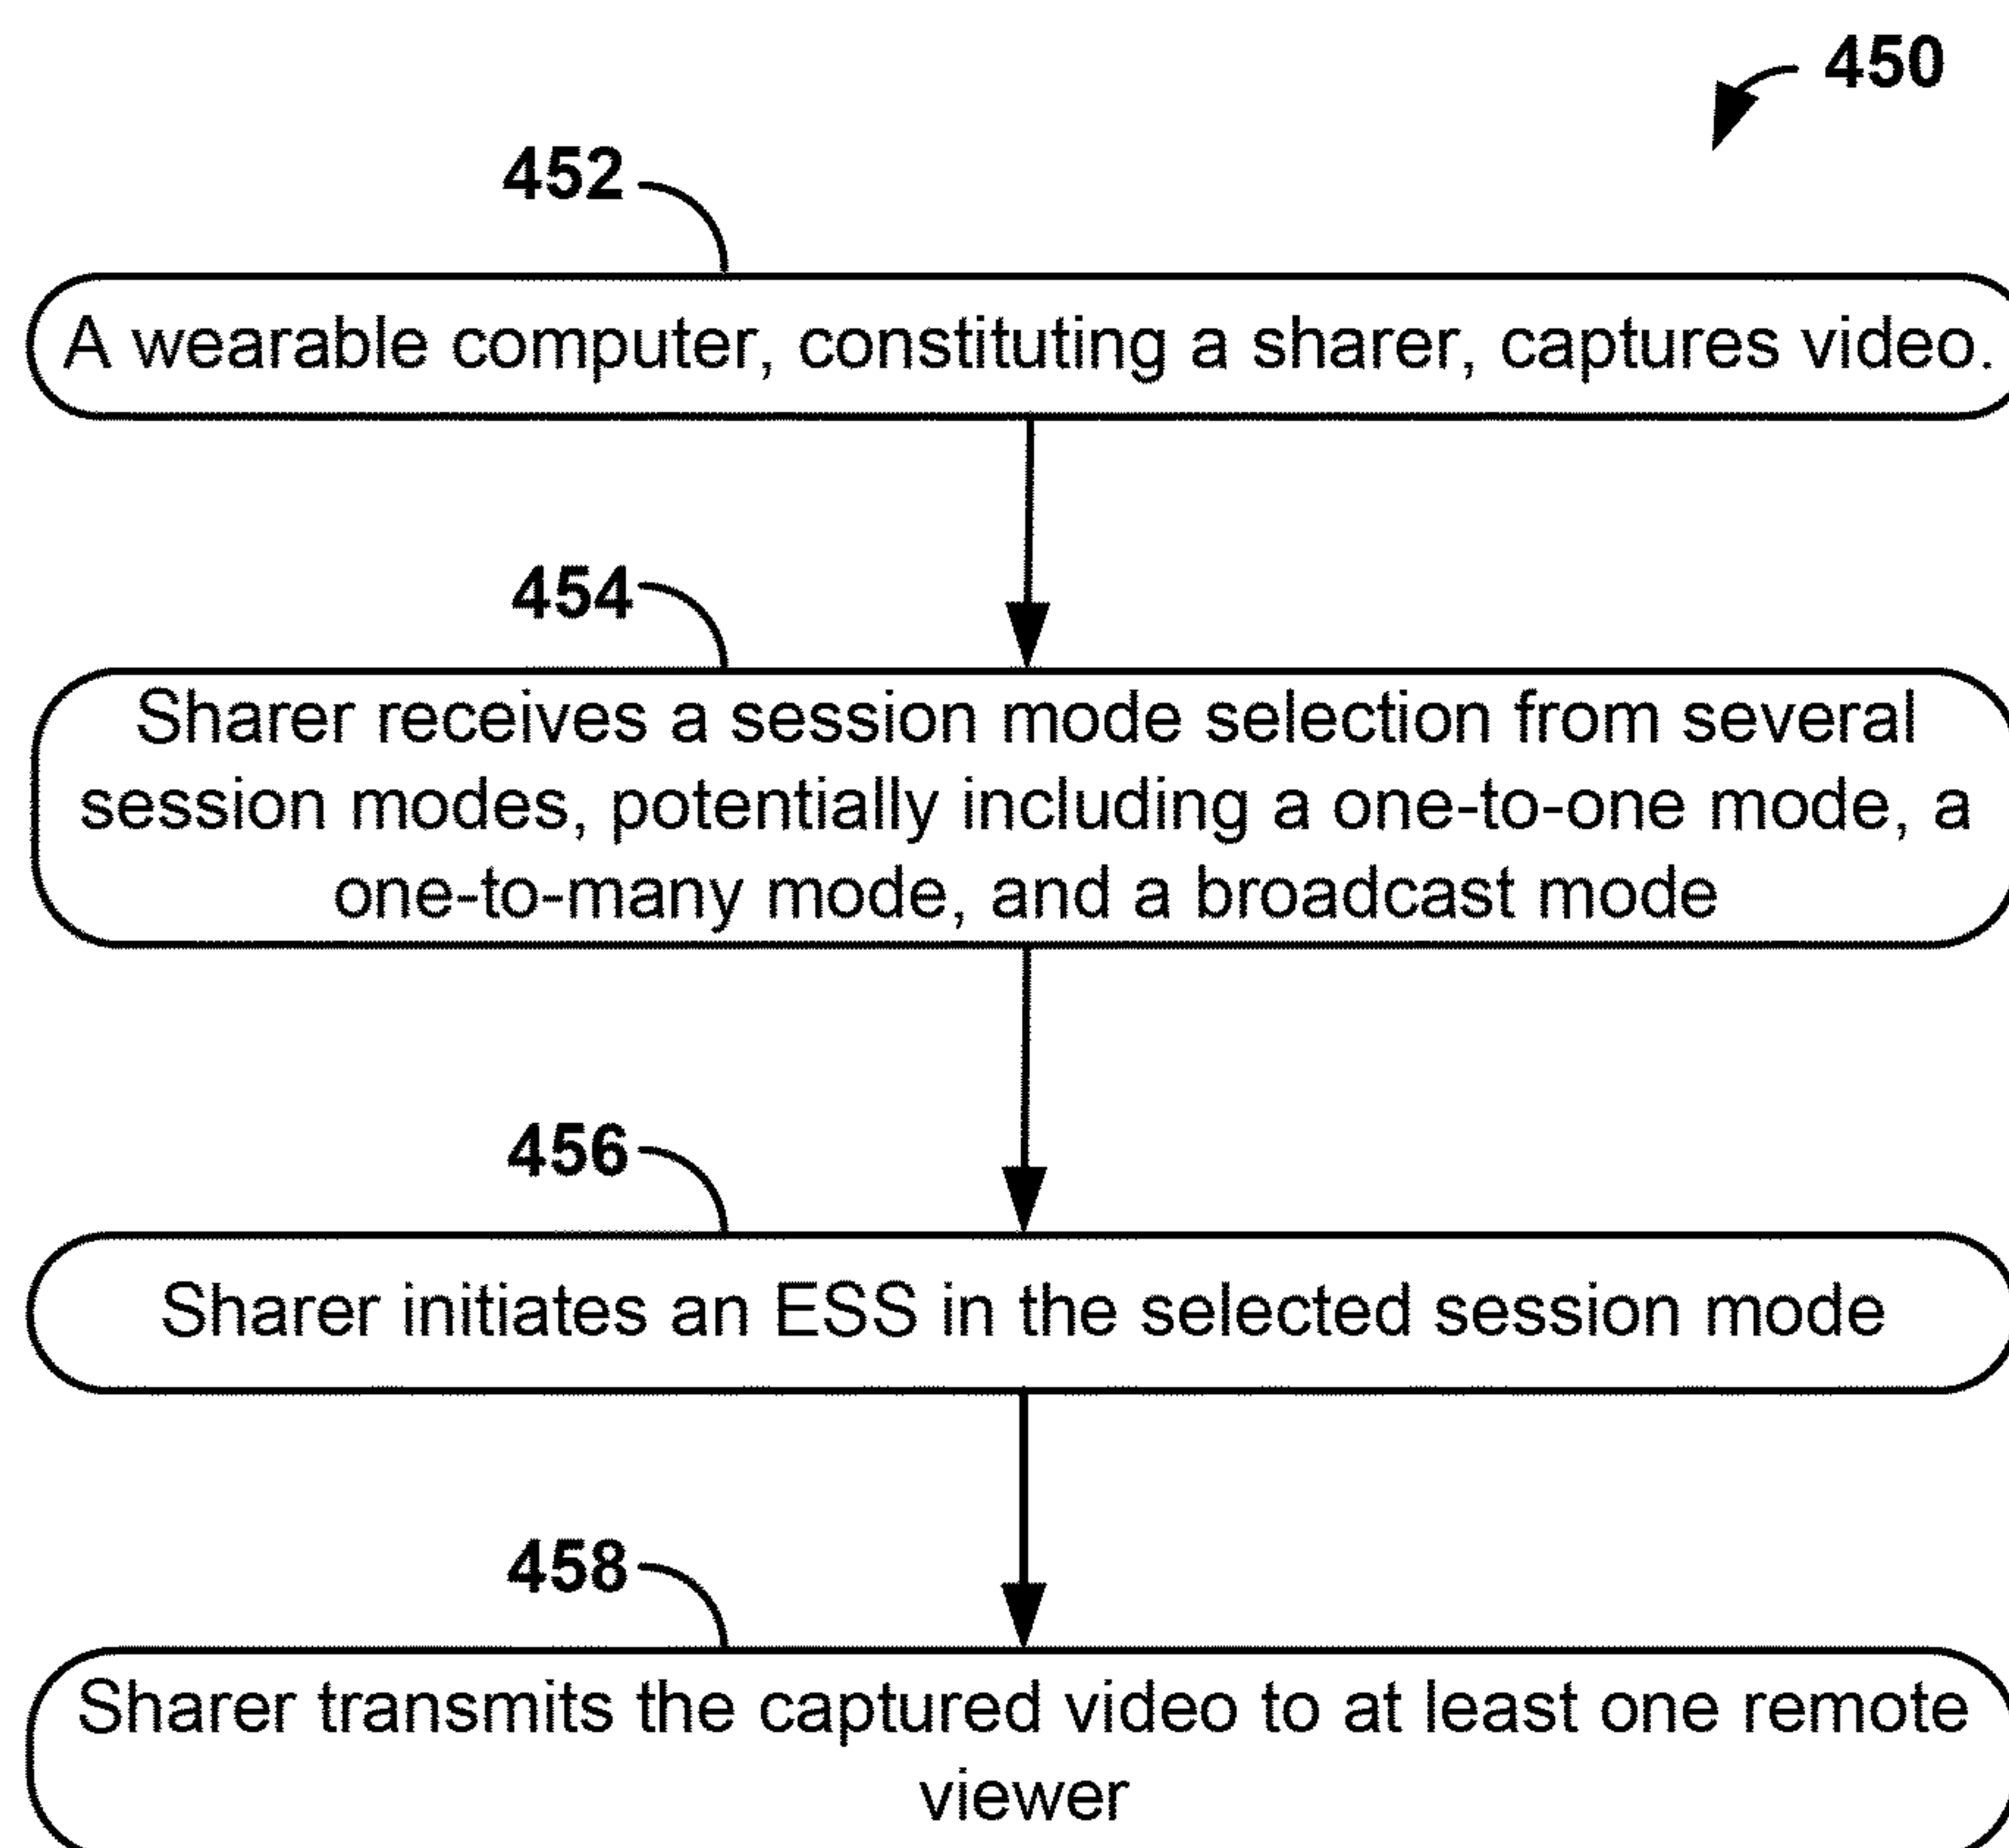 450
452
A wearable computer, constituting a sharer, captures video.
454
Sharer receives a session mode selection from several
session modes, potentially including a one-to-one mode, a
one-to-many mode, and a broadcast mode
456
Sharer initiates an ESS in the selected session mode
458
Sharer transmits the captured video to at least one remote
viewer